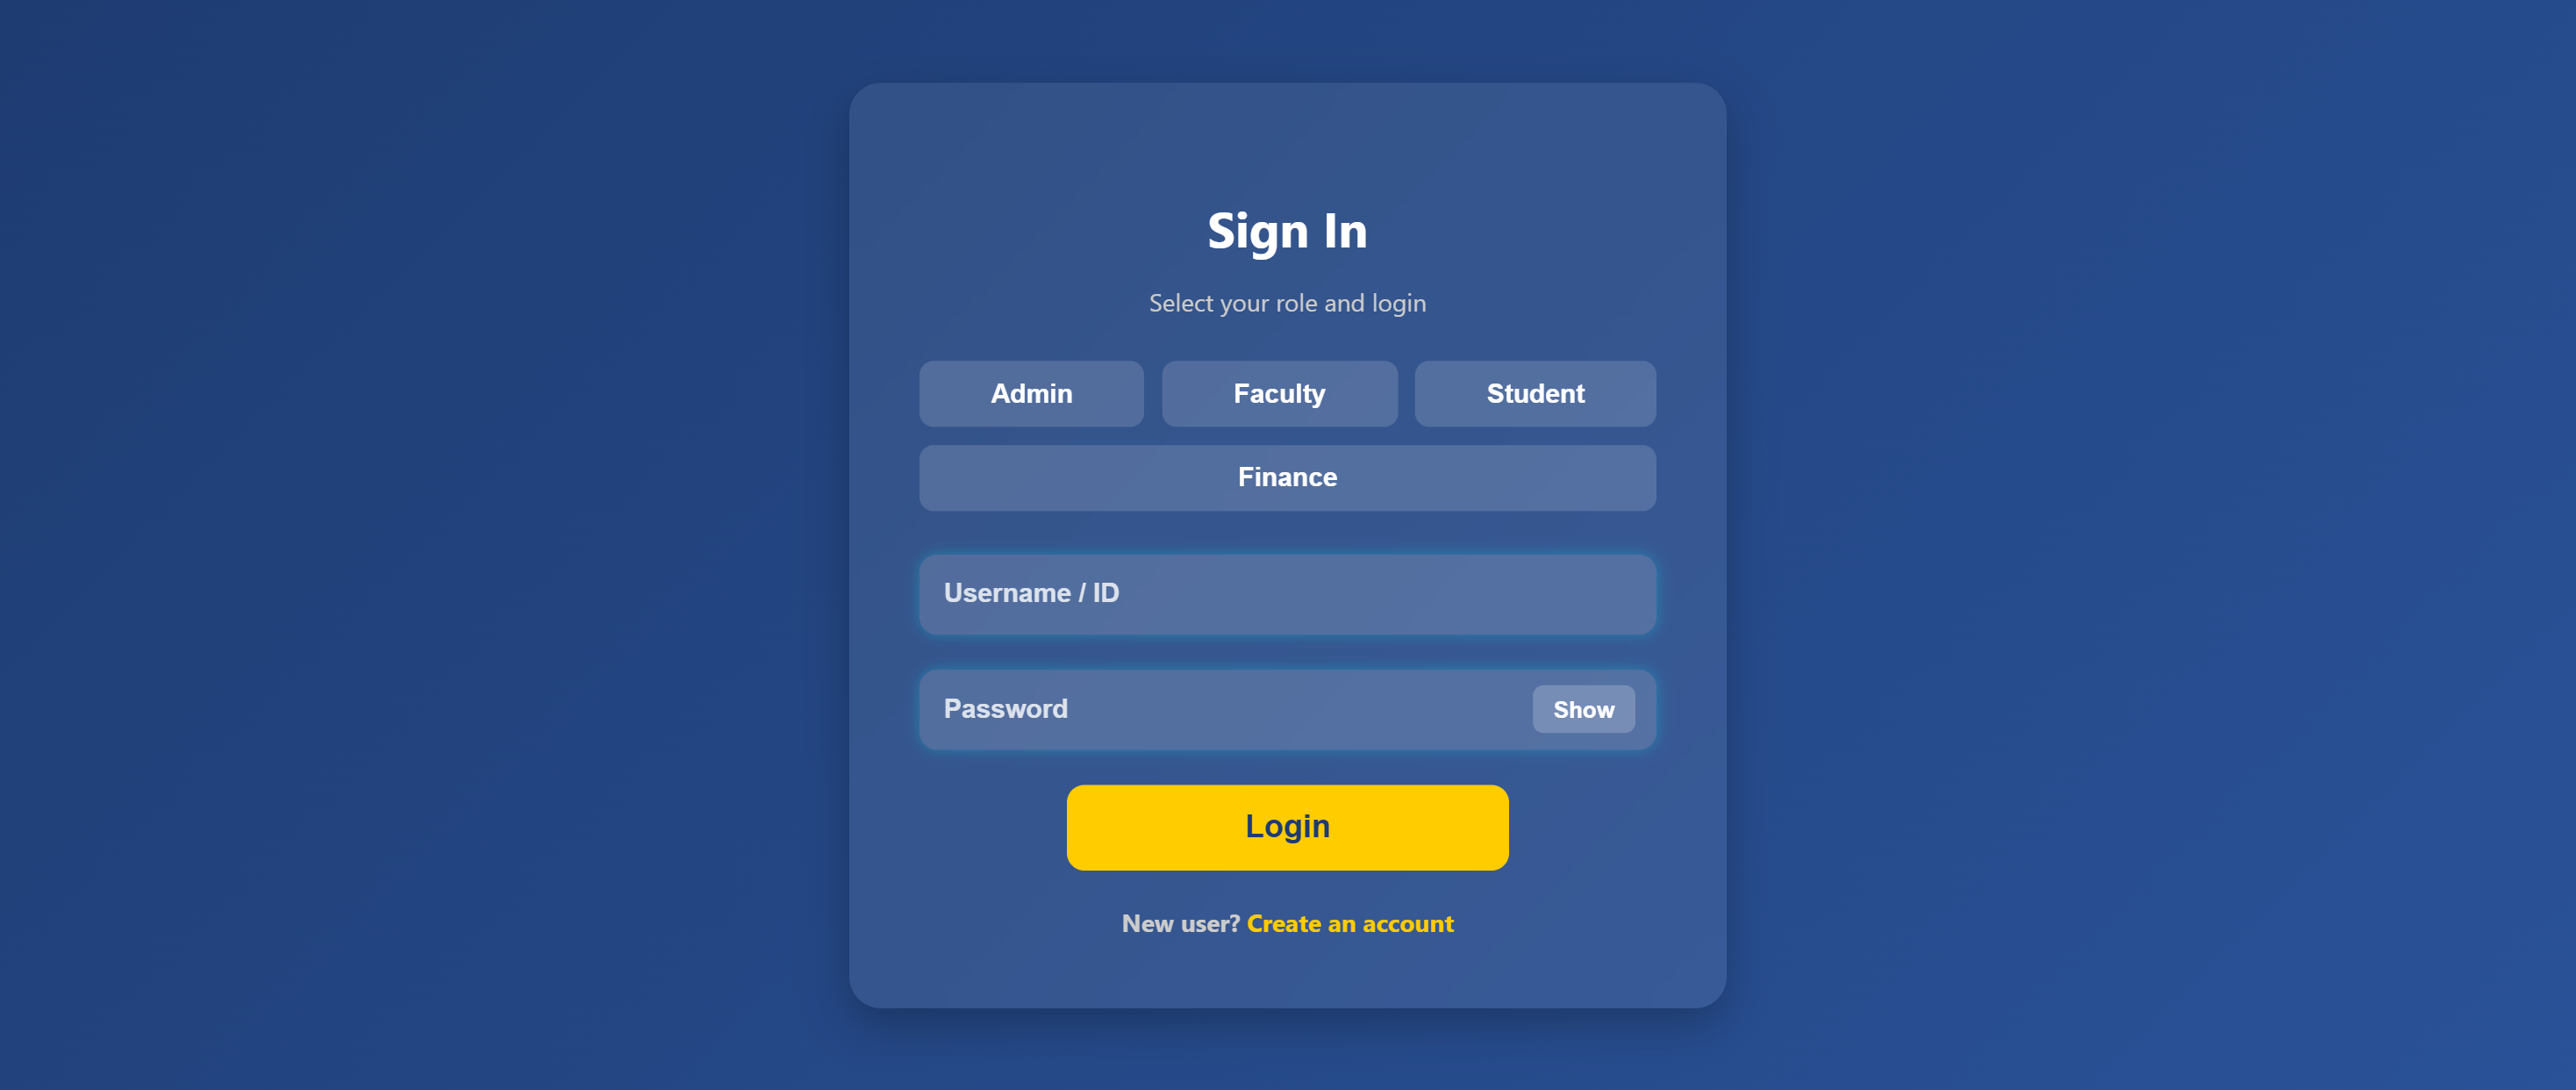 Sign In
Select your role and login
Admin Faculty Student
Finance
Username / ID
Password Show
Login
New user? Create an account